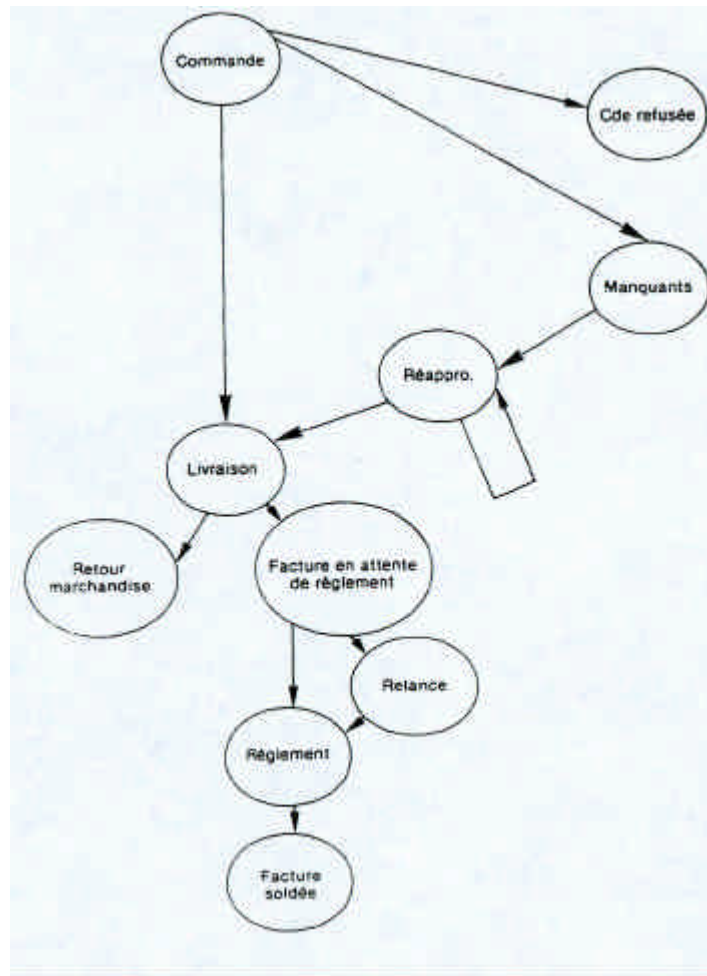 Commande
Cde refusée
Manquants
Réappro.
Livraison
Retour
marchandise
Facture en attente
de règlement
Relance
Règlement
Facture
soldée